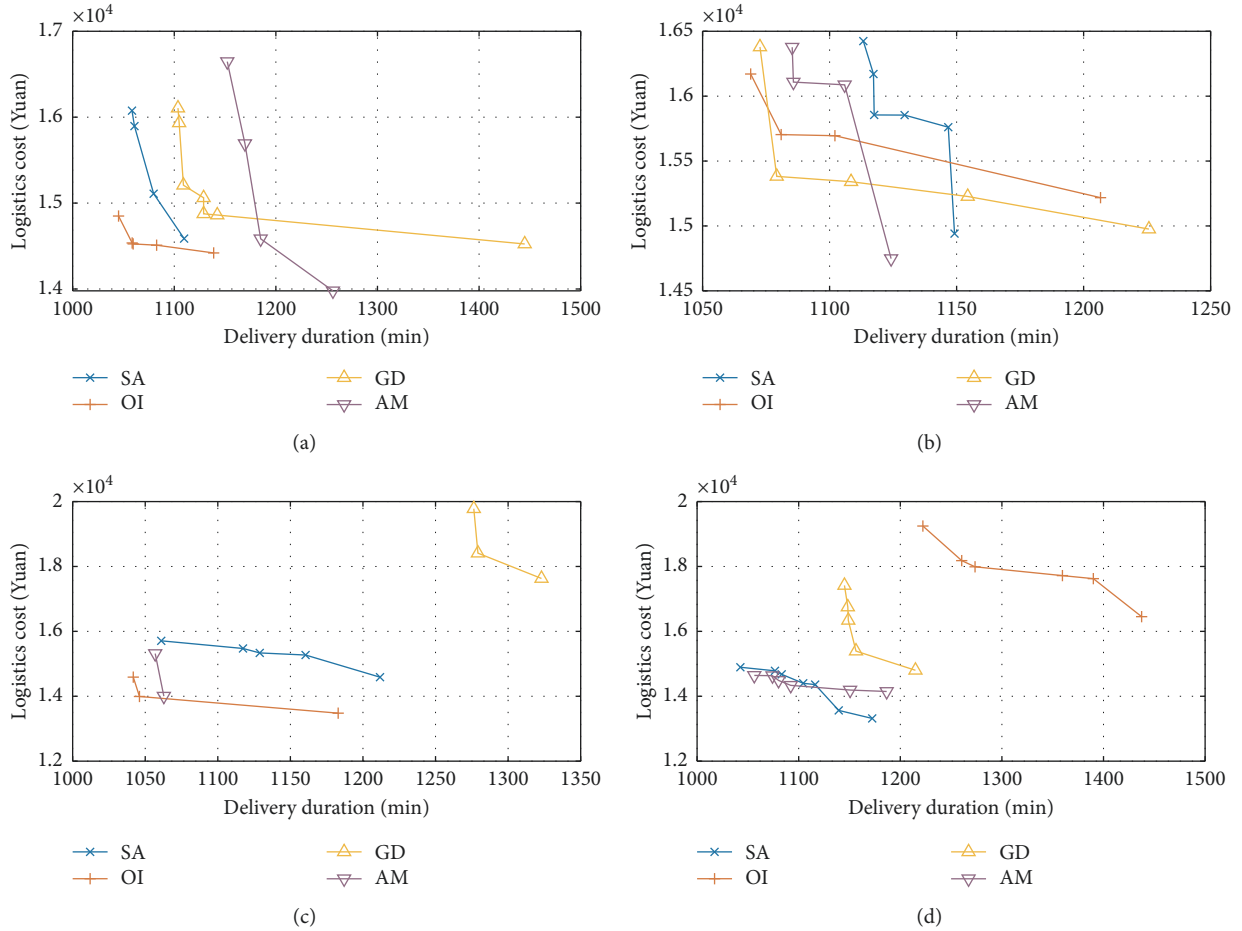 ×10⁴
1.7
1.6
1.5
1.4
1000 1100 1200 1300 1400 1500
Logistics cost (Yuan)
Delivery duration (min)
SA GD
OI AM
(a)
×10⁴
1.65
1.6
1.55
1.5
1.45
1050 1100 1150 1200 1250
Logistics cost (Yuan)
Delivery duration (min)
SA GD
OI AM
(b)
×10⁴
2
1.8
1.6
1.4
1.2
1000 1050 1100 1150 1200 1250 1300 1350
Logistics cost (Yuan)
Delivery duration (min)
SA GD
OI AM
(c)
×10⁴
2
1.8
1.6
1.4
1.2
1000 1100 1200 1300 1400 1500
Logistics cost (Yuan)
Delivery duration (min)
SA GD
OI AM
(d)